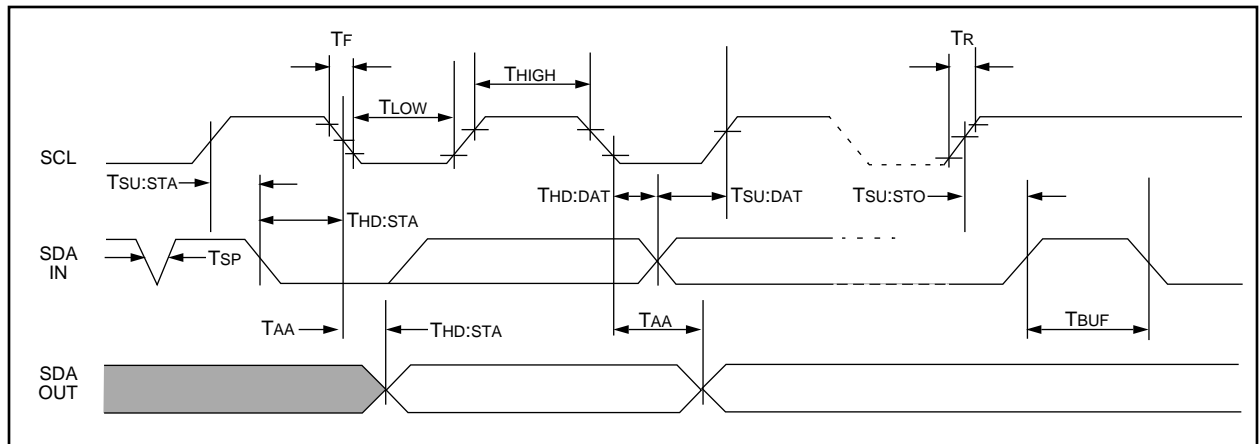 TF
TR
THIGH
TLOW
SCL
TSU:STA
THD:DAT
TSU:DAT
TSU:STO
THD:STA
SDA
IN
TSP
TAA
THD:STA
TAA
TBUF
SDA
OUT